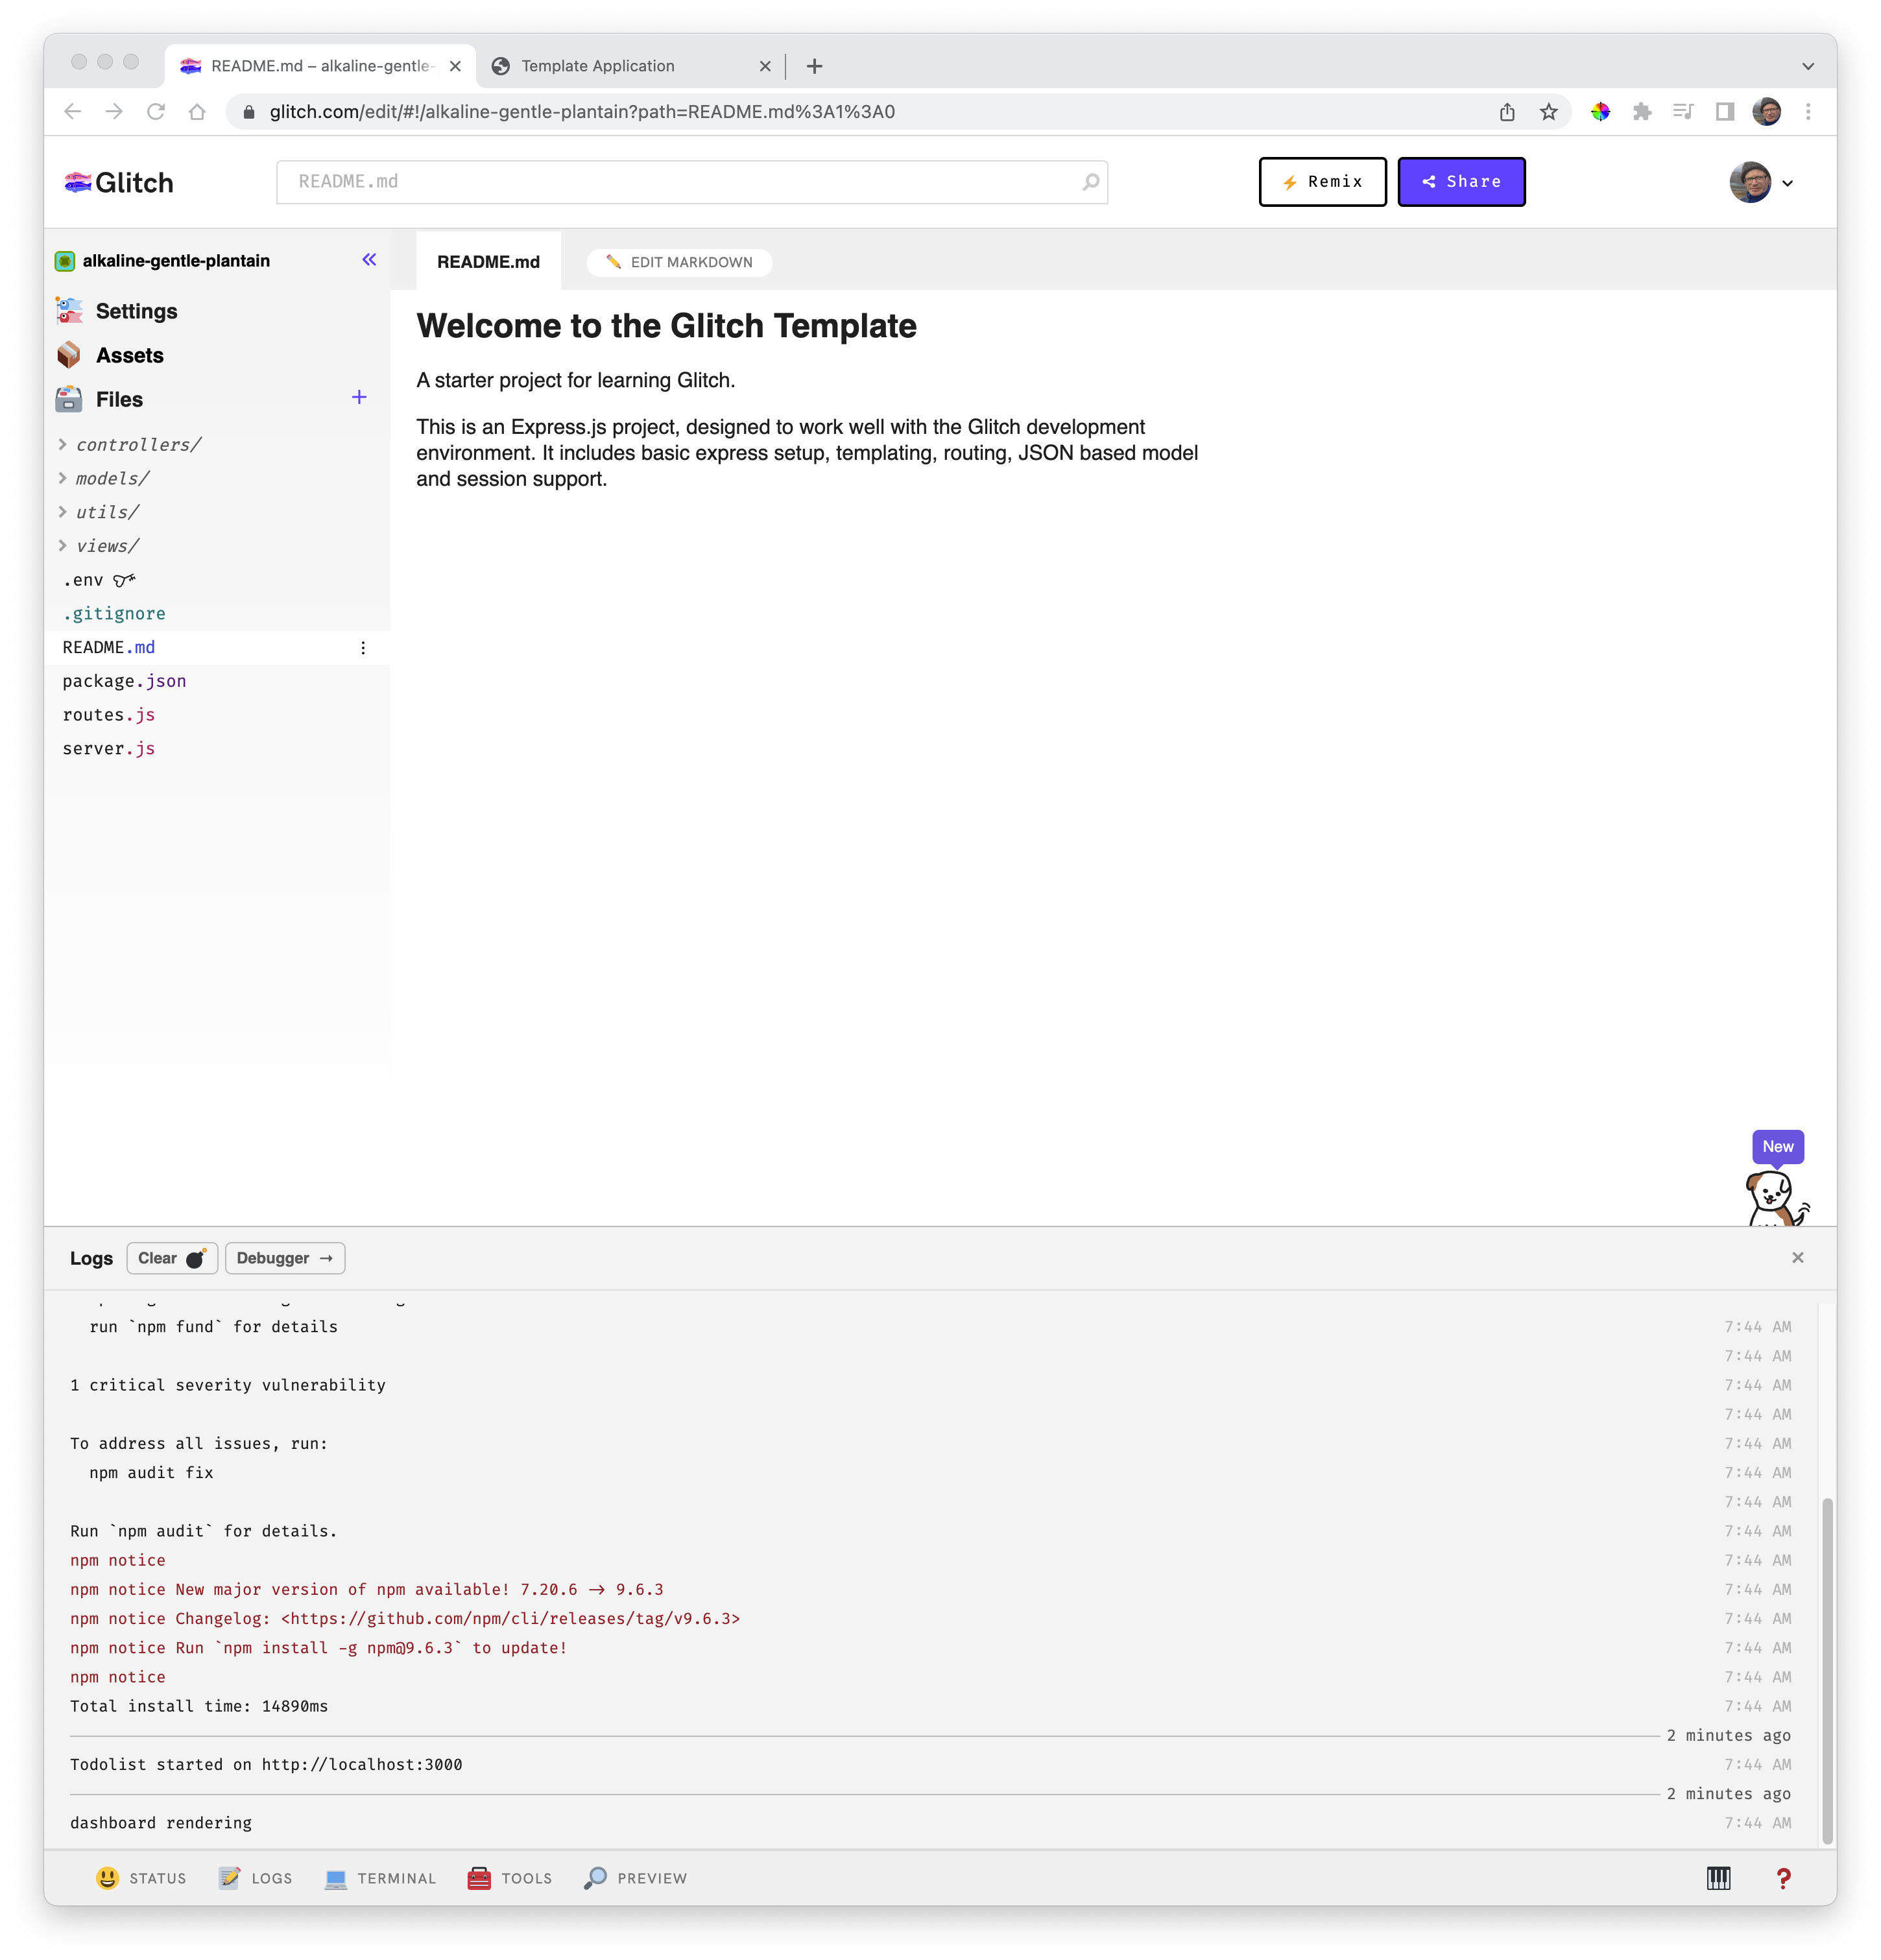 README.md – alkaline-gentle-
Template Application
glitch.com/edit/#!/alkaline-gentle-plantain?path=README.md%3A1%3A0
Glitch
README.md
Remix
Share
alkaline-gentle-plantain
README.md
EDIT MARKDOWN
Settings
Assets
Files
controllers/
models/
utils/
views/
.env
.gitignore
README.md
package.json
routes.js
server.js
Welcome to the Glitch Template
A starter project for learning Glitch.
This is an Express.js project, designed to work well with the Glitch development
environment. It includes basic express setup, templating, routing, JSON based model
and session support.
New
Logs
Clear
Debugger →
run `npm fund` for details 7:44 AM
7:44 AM
1 critical severity vulnerability 7:44 AM
7:44 AM
To address all issues, run: 7:44 AM
npm audit fix 7:44 AM
7:44 AM
Run `npm audit` for details. 7:44 AM
npm notice 7:44 AM
npm notice New major version of npm available! 7.20.6 -> 9.6.3 7:44 AM
npm notice Changelog: <https://github.com/npm/cli/releases/tag/v9.6.3> 7:44 AM
npm notice Run `npm install -g npm@9.6.3` to update! 7:44 AM
npm notice 7:44 AM
Total install time: 14890ms 7:44 AM
2 minutes ago
Todolist started on http://localhost:3000 7:44 AM
2 minutes ago
dashboard rendering 7:44 AM
STATUS
LOGS
TERMINAL
TOOLS
PREVIEW
?